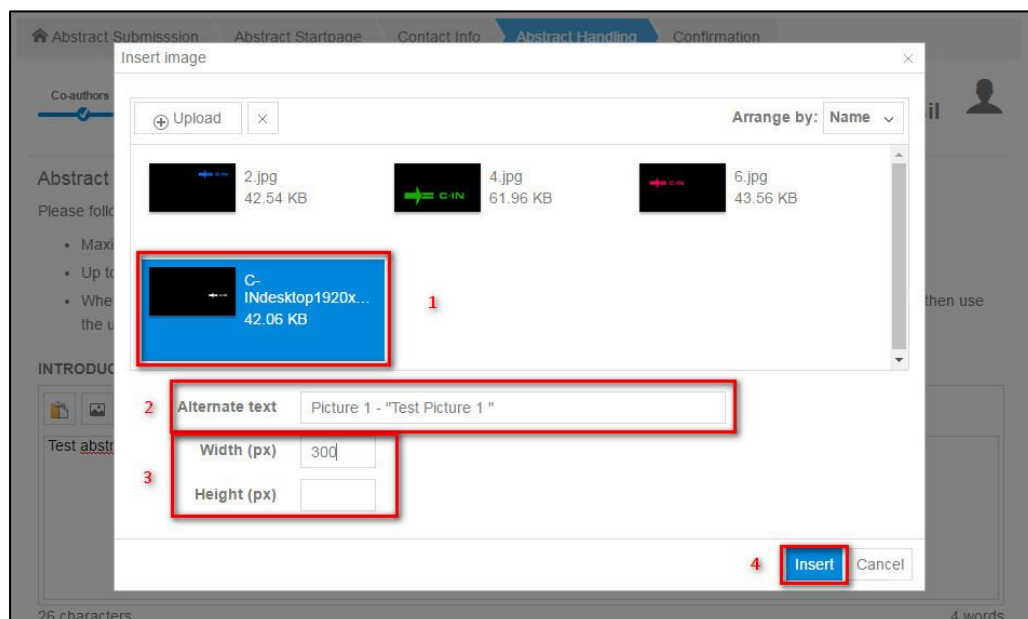 Abstract Submisssion Abstract Startpage Contact Info Abstract Handling Confirmation
Insert image
Co-authors
il
Upload
Arrange by: Name
2.jpg
42.54 KB
4.jpg
61.96 KB
6.jpg
43.56 KB
C-IN
Abstract
Please follo
Maxi
Up to
Whe
then use
the u
C-
INdesktop1920x...
42.06 KB
1
INTRODUC
2 Alternate text Picture 1 - "Test Picture 1 "
Test abstr
Width (px) 300
3
Height (px)
4 Insert Cancel
26 characters
4 words